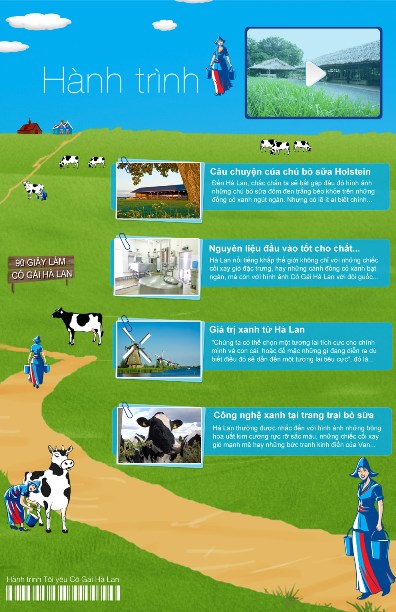 Hành trình
Câu chuyện của chú bò sữa Holstein
Đến Hà Lan, chắc chắn ta sẽ bắt gặp đâu đó hình ảnh
những chú bò sữa đốm đen trắng béo khỏe trên những
đồng cỏ xanh ngút ngàn. Nhưng có lẽ ít ai biết chính...
Nguyên liệu đầu vào tốt cho chất...
Hà Lan nổi tiếng khắp thế giới không chỉ với những chiếc
cối xay gió đặc trưng, hay những cánh đồng cỏ xanh bạt
ngàn, mà còn với hình ảnh Cô Gái Hà Lan với đôi quốc...
90 GIÂY LÀM
CÔ GÁI HÀ LAN
Giá trị xanh từ Hà Lan
"Chúng ta có thể chọn một tương lai tích cực cho chính
mình và con cái, hoặc để mặc những gì đang diễn ra dù
biết điều đó sẽ dẫn đến một tương lai tiêu cực", đó là...
Công nghệ xanh tại trang trại bò sữa
Hà Lan thường được nhắc đến với hình ảnh những bông
hoa uất kim cương rực rỡ sắc màu, những chiếc cối xay
gió mạnh mẽ hay những bức tranh kinh điển của Van...
Hành trình Tôi yêu Cô Gái Hà Lan